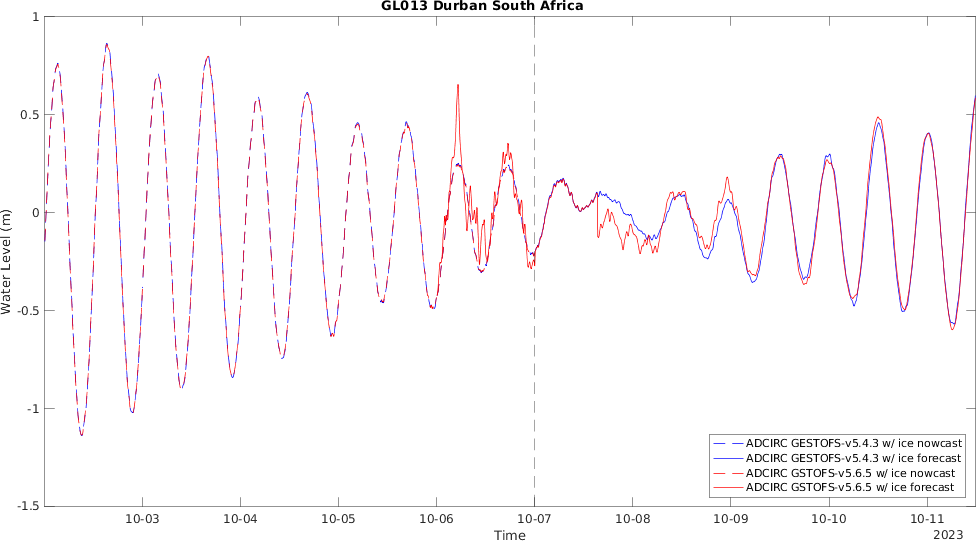 GL013 Durban South Africa
1
0.5
0
-0.5
-1
-1.5
Water Level (m)
10-03 10-04 10-05 10-06 10-07 10-08 10-09 10-10 10-11
Time
2023
ADCIRC GESTOFS-v5.4.3 w/ ice nowcast
ADCIRC GESTOFS-v5.4.3 w/ ice forecast
ADCIRC GSTOFS-v5.6.5 w/ ice nowcast
ADCIRC GSTOFS-v5.6.5 w/ ice forecast